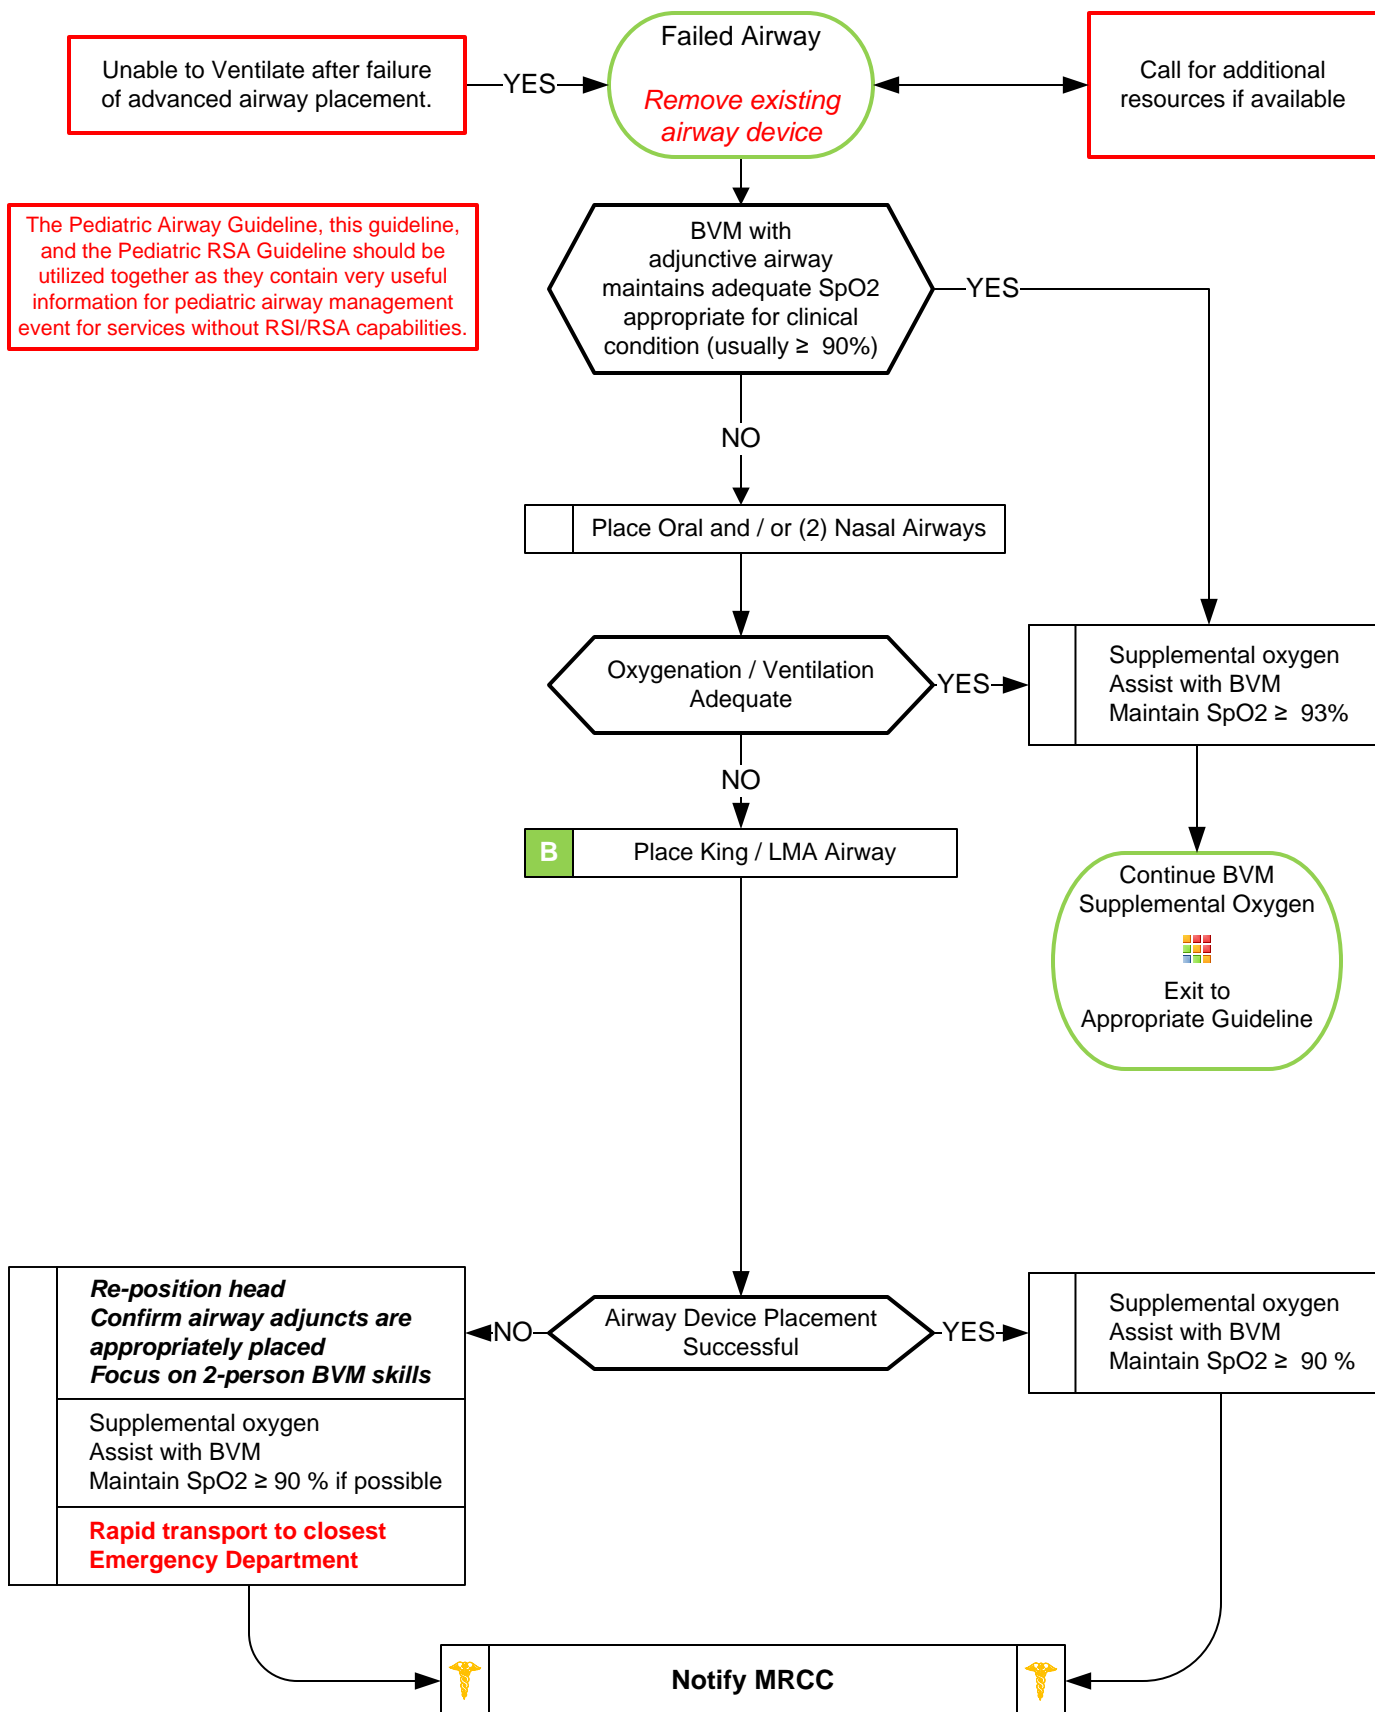 Unable to Ventilate after failure
of advanced airway placement.
YES
Failed Airway
Remove existing
airway device
Call for additional
resources if available
The Pediatric Airway Guideline, this guideline,
and the Pediatric RSA Guideline should be
utilized together as they contain very useful
information for pediatric airway management
event for services without RSI/RSA capabilities.
BVM with
adjunctive airway
maintains adequate SpO2
appropriate for clinical
condition (usually ≥ 90%)
YES
NO
Place Oral and / or (2) Nasal Airways
Oxygenation / Ventilation
Adequate
YES
Supplemental oxygen
Assist with BVM
Maintain SpO2 ≥ 93%
NO
B
Place King / LMA Airway
Continue BVM
Supplemental Oxygen
Exit to
Appropriate Guideline
Re-position head
Confirm airway adjuncts are
appropriately placed
Focus on 2-person BVM skills
Supplemental oxygen
Assist with BVM
Maintain SpO2 ≥ 90 % if possible
Rapid transport to closest
Emergency Department
NO
Airway Device Placement
Successful
YES
Supplemental oxygen
Assist with BVM
Maintain SpO2 ≥ 90 %
Notify MRCC